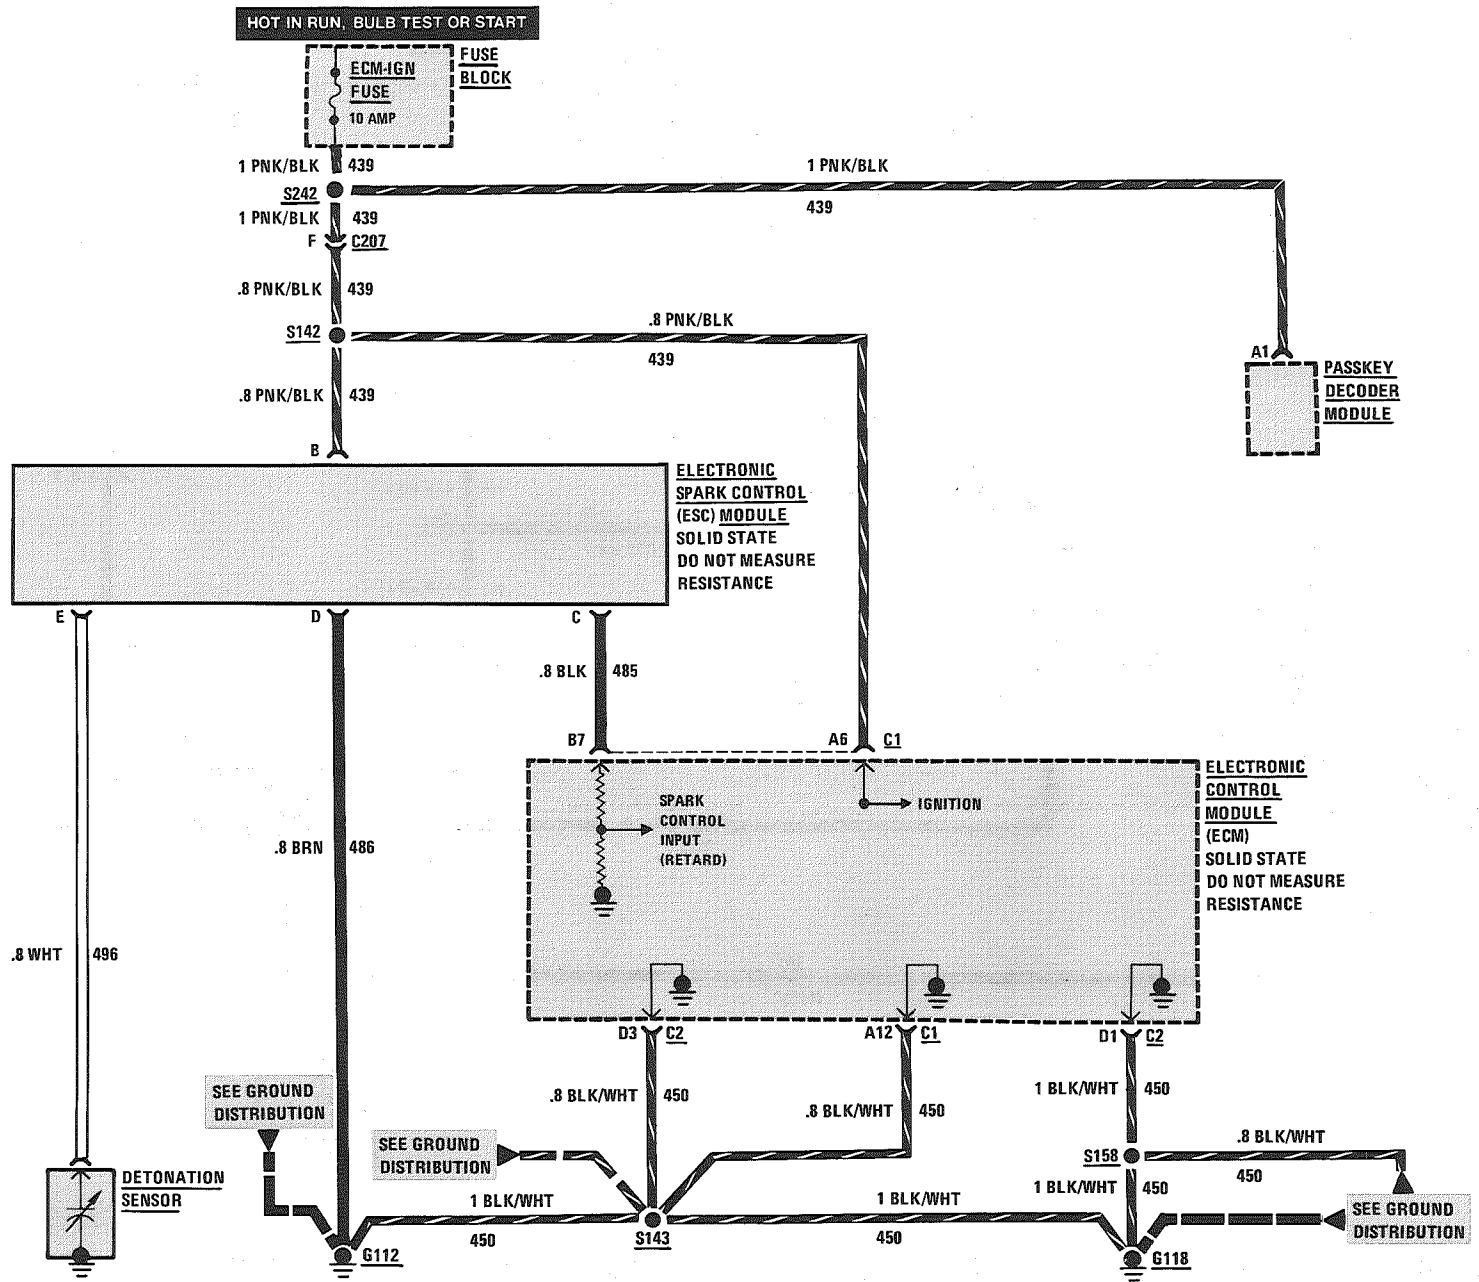 HOT IN RUN, BULB TEST OR START
FUSE
BLOCK
ECM-IGN
FUSE
10 AMP
1 PNK/BLK 439
1 PNK/BLK
439
S242
1 PNK/BLK 439
F C207
.8 PNK/BLK 439
S142
.8 PNK/BLK
439
.8 PNK/BLK 439
A1
PASSKEY
DECODER
MODULE
B
ELECTRONIC
SPARK CONTROL
(ESC) MODULE
SOLID STATE
DO NOT MEASURE
RESISTANCE
E D C
.8 BLK 485
B7 A6 C1
ELECTRONIC
CONTROL
MODULE
(ECM)
SOLID STATE
DO NOT MEASURE
RESISTANCE
SPARK
CONTROL
INPUT
(RETARD)
IGNITION
.8 BRN 486
.8 WHT 496
D3 C2 A12 C1 D1 C2
.8 BLK/WHT 450
.8 BLK/WHT 450
1 BLK/WHT 450
SEE GROUND
DISTRIBUTION
SEE GROUND
DISTRIBUTION
S158
.8 BLK/WHT
450
1 BLK/WHT 450
DETONATION
SENSOR
1 BLK/WHT
450
1 BLK/WHT
450
SEE GROUND
DISTRIBUTION
G112
S143
G118